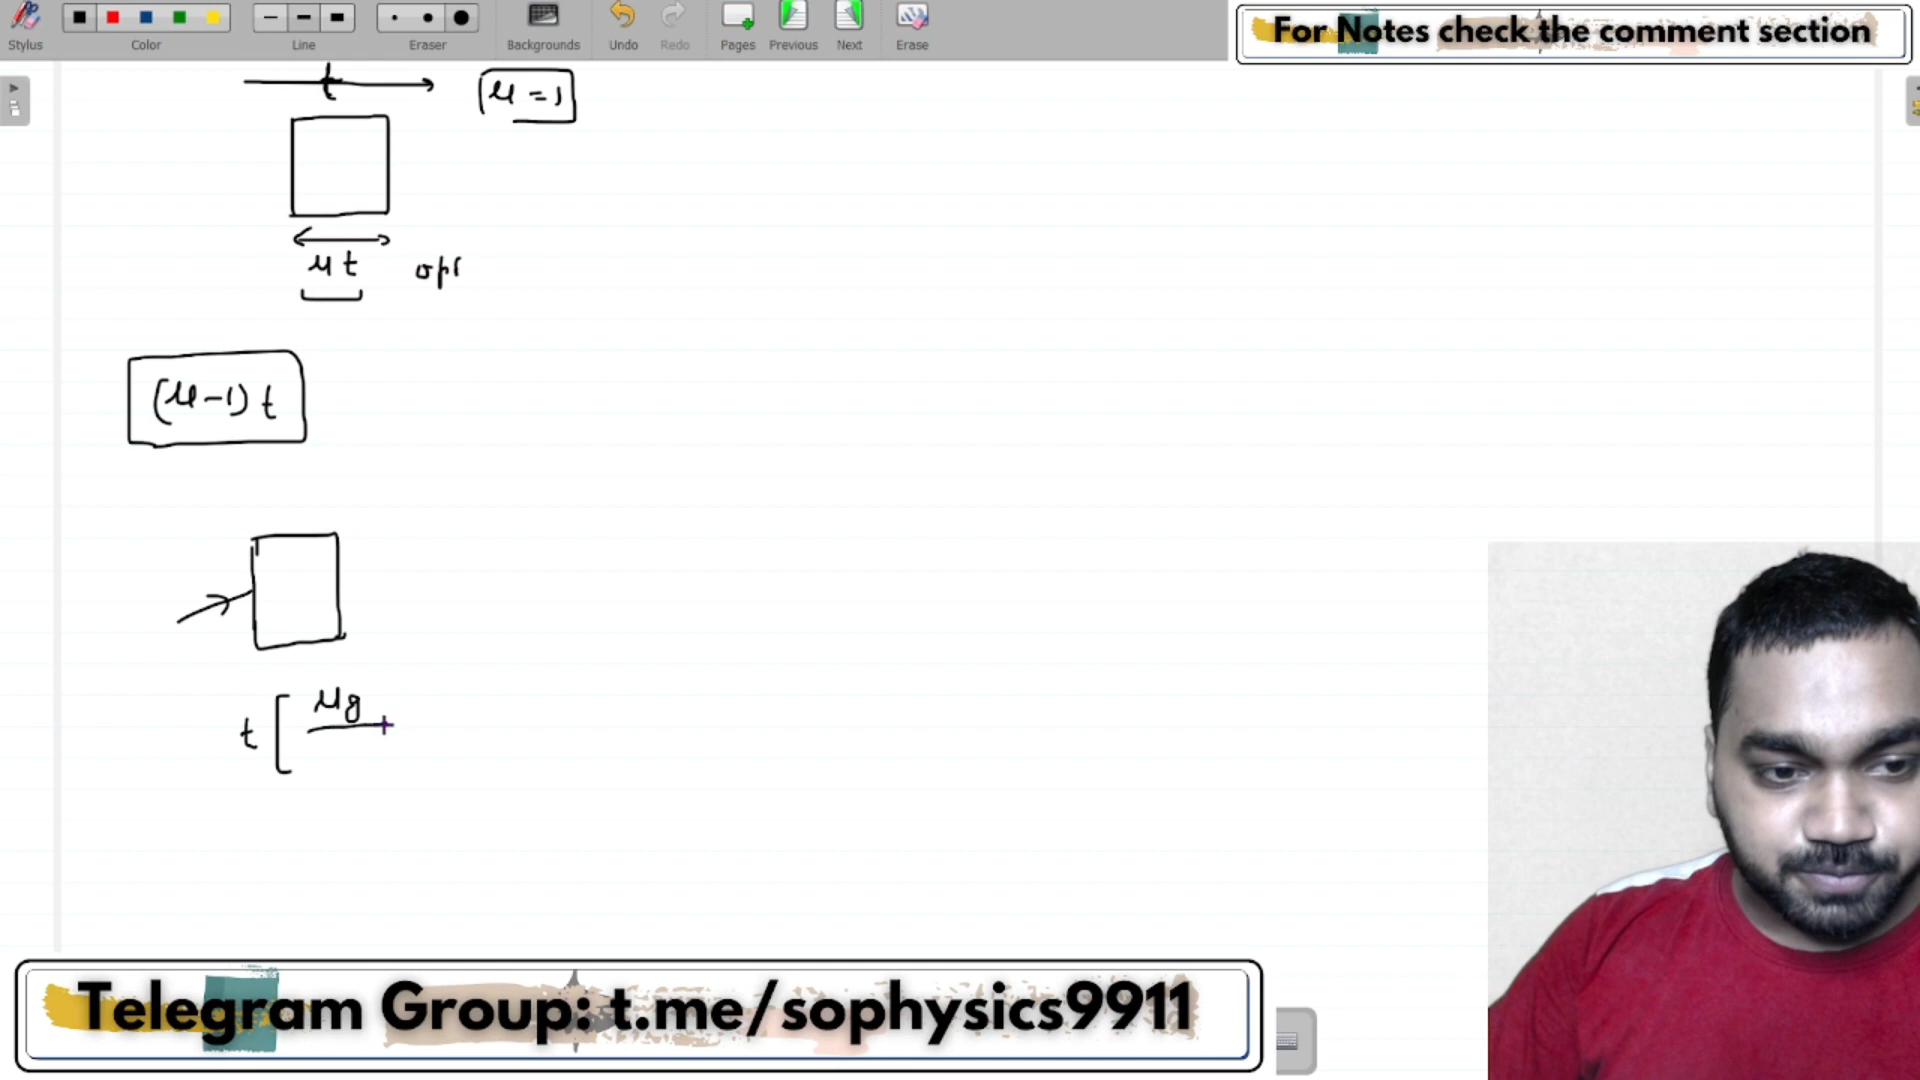 Stylus
Color
Line
Eraser
Backgrounds
Undo
Redo
Pages
Previous
Next
Erase
For Notes check the comment section
t
μ = 1
μt opt
(μ-1) t
t [ μg
Telegram Group: t.me/sophysics9911